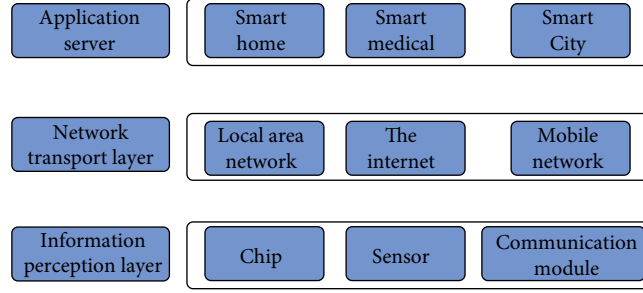 Application
server
Smart
home
Smart
medical
Smart
City
Network
transport layer
Local area
network
The
internet
Mobile
network
Information
perception layer
Chip
Sensor
Communication
module